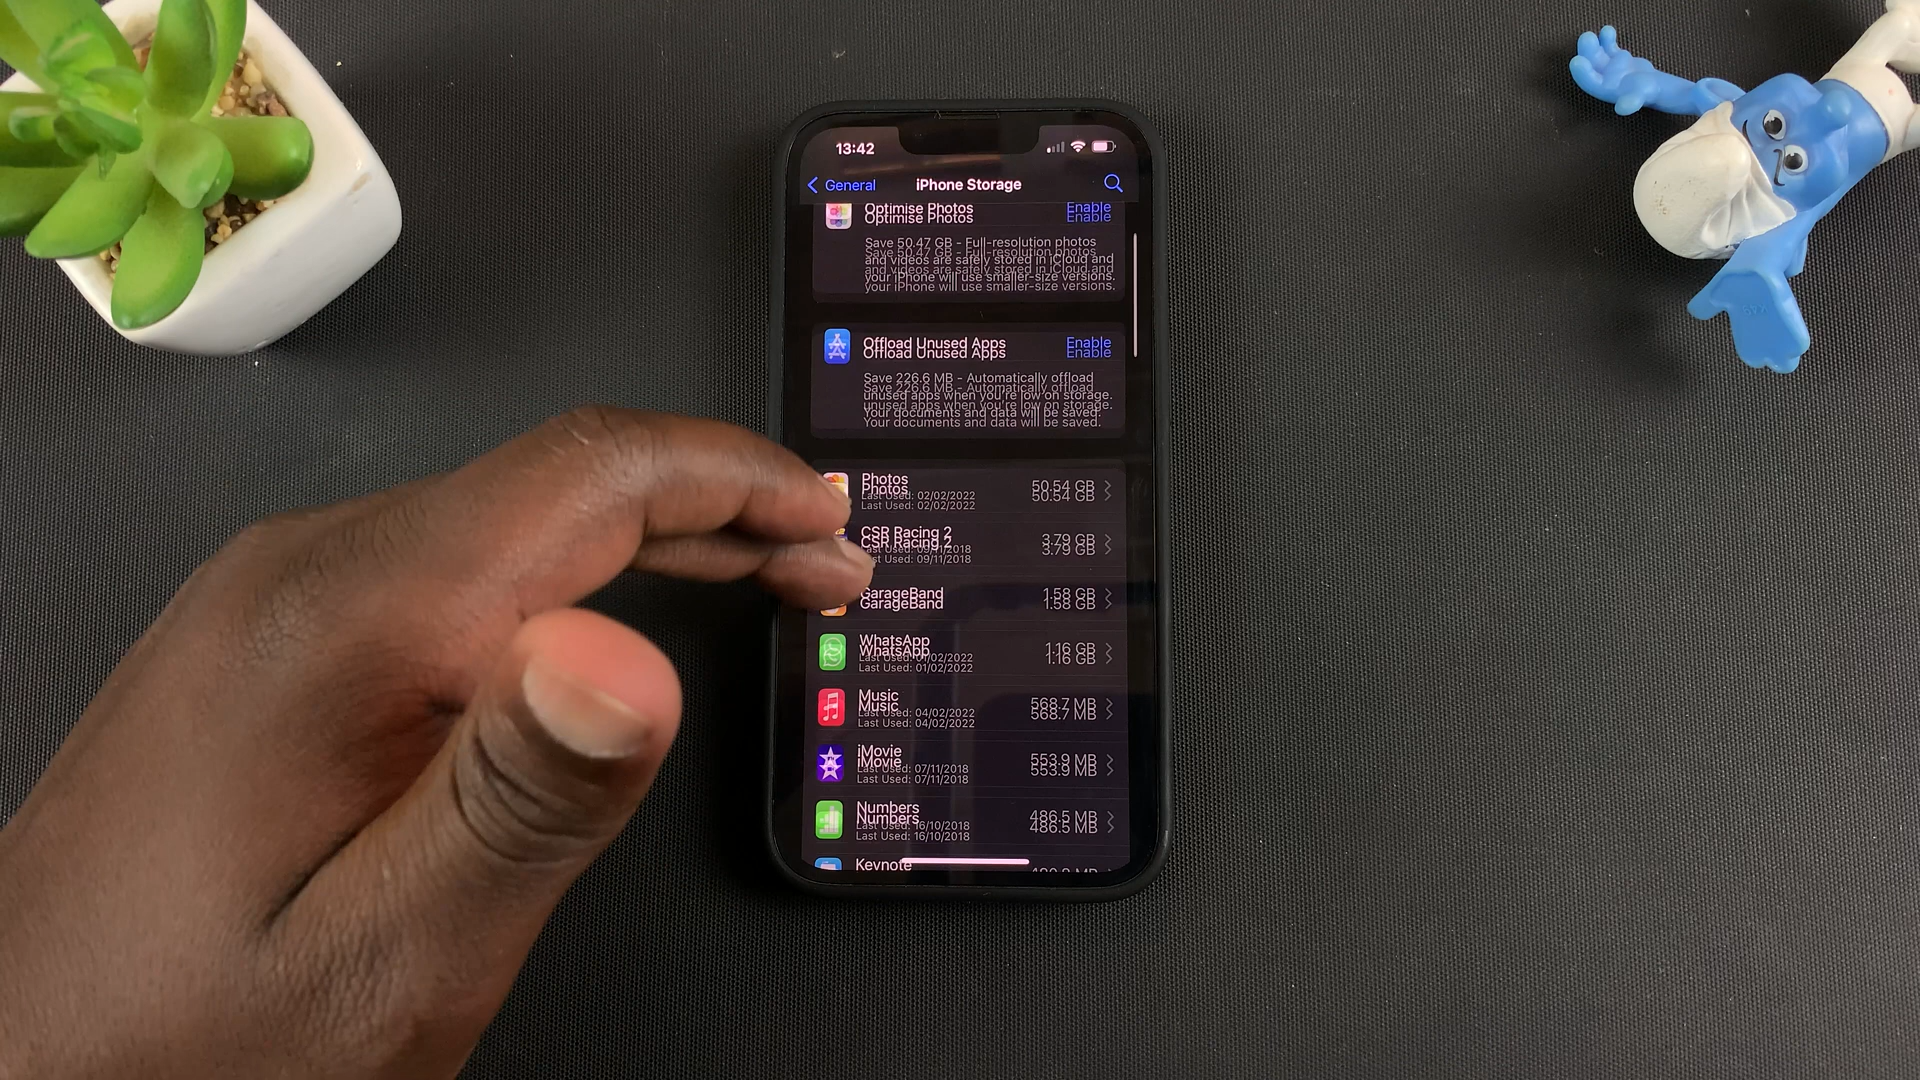 13:42
General iPhone Storage
Optimise Photos Enable
Save 50.47 GB - Full-resolution photos
and videos are safely stored in iCloud and
your iPhone will use smaller-size versions.
Offload Unused Apps Enable
Save 226.6 MB - Automatically offload
unused apps when you're low on storage.
Your documents and data will be saved.
Photos 50.54 GB
Last Used: 02/02/2022
CSR Racing 2 3.79 GB
Last Used: 09/11/2018
GarageBand 1.58 GB
WhatsApp 1.16 GB
Last Used: 01/02/2022
Music 568.7 MB
Last Used: 04/02/2022
iMovie 553.9 MB
Last Used: 07/11/2018
Numbers 486.5 MB
Last Used: 16/10/2018
Keynote